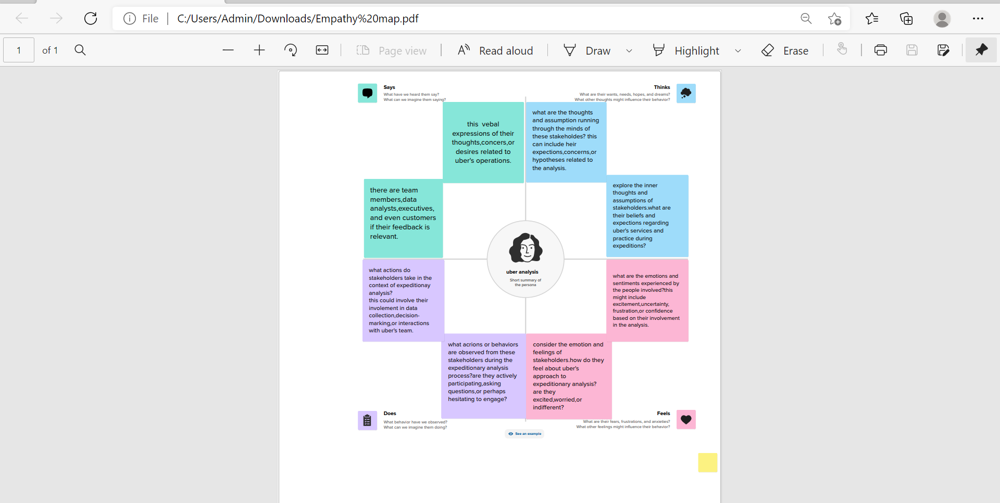 File
C:/Users/Admin/Downloads/Empathy%20map.pdf
1
of 1
Page view
Read aloud
Draw
Highlight
Erase
Says
What have we heard them say?
What can we imagine them saying?
Thinks
What are their wants, needs, hopes, and dreams?
What other thoughts might influence their behavior?
this vebal
expressions of their
thoughts,concers,or
desires related to
uber's operations.
what are the thoughts
and assumption running
through the minds of
these stakeholdes? this
can include heir
expections,concerns,or
hypotheses related to
the analysis.
there are team
members,data
analysts,executives,
and even customers
if their feedback is
relevant.
explore the inner
thoughts and
assumptions of
stakeholders.what are
their beliefs and
expections regarding
uber's services and
practice during
expeditions?
uber analysis
Short summary of
the persona
what actions do
stakeholders take in the
context of expeditionay
analysis?
this could involve their
involement in data
collection,decision-
marking,or interactions
with uber's team.
what are the emotions and
sentiments experienced by
the people involved?this
might include
excitement,uncertainty,
frustration,or confidence
based on their involvement
in the analysis.
what acrions or behaviors
are observed from these
stakeholders during the
expeditionary analysis
process?are they actively
participating,asking
questions,or perhaps
hesitating to engage?
consider the emotion and
feelings of
stakeholders.how do they
feel about uber's
approach to
expeditionary analysis?
are they
excited,worried,or
indifferent?
Does
What behavior have we observed?
What can we imagine them doing?
Feels
What are their fears, frustrations, and anxieties?
What other feelings might influence their behavior?
See an example